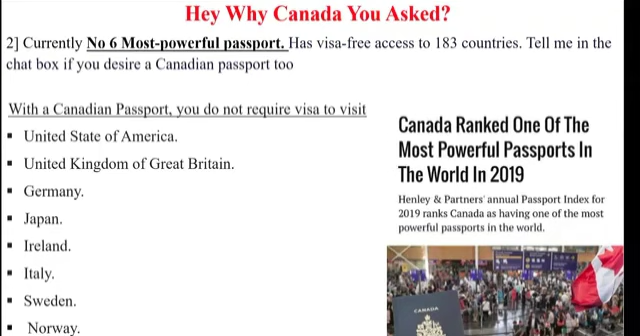 Hey Why Canada You Asked?
2] Currently No 6 Most-powerful passport. Has visa-free access to 183 countries. Tell me in the
chat box if you desire a Canadian passport too
With a Canadian Passport, you do not require visa to visit
▪ United State of America.
▪ United Kingdom of Great Britain.
▪ Germany.
▪ Japan.
▪ Ireland.
▪ Italy.
▪ Sweden.
▪ Norway.
Canada Ranked One Of The
Most Powerful Passports In
The World In 2019
Henley & Partners' annual Passport Index for
2019 ranks Canada as having one of the most
powerful passports in the world.
CANADA